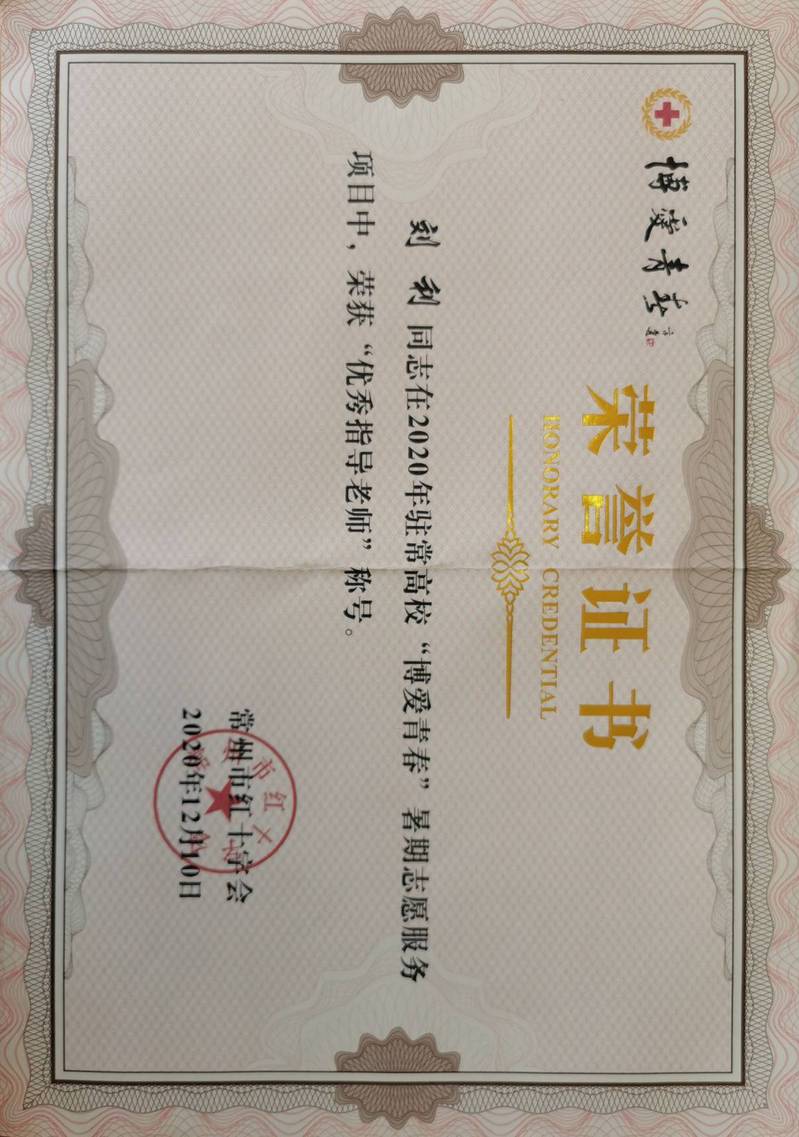 博爱青春
荣誉证书
HONORARY CREDENTIAL
刘利 同志在2020年驻常高校“博爱青春”暑期志愿服务
项目中，荣获“优秀指导老师”称号。
常州市红十字会
2020年12月10日